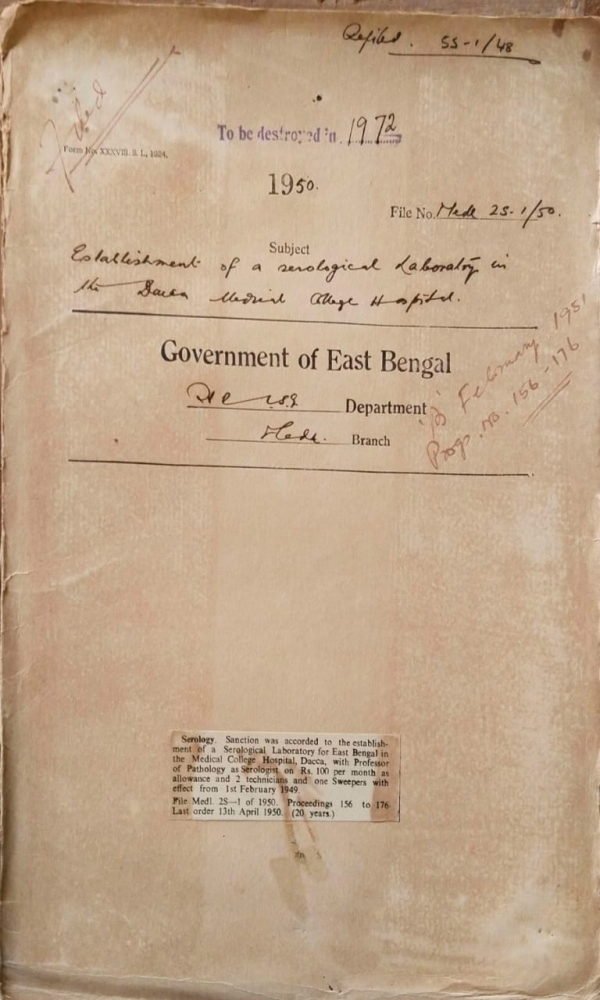 Refiled. 5S-1/48
Filed
To be destroyed in 1972
Form No. XXXVIII. S. L., 1924.
1950.
File No. Medl 2S-1/50.
Subject
Establishment of a serological Laboratory in
the Dacca Medical College Hospital.
Government of East Bengal
Department
Medl. Branch
'B' February 1951
Prog. no. 156-176
Serology. Sanction was accorded to the establish-
ment of a Serological Laboratory for East Bengal in
the Medical College Hospital, Dacca, with Professor
of Pathology as Serologist on Rs. 100 per month as
allowance and 2 technicians and one Sweepers with
effect from 1st February 1949.
File Medl. 2S—1 of 1950. Proceedings 156 to 176
Last order 13th April 1950. (20 years.)